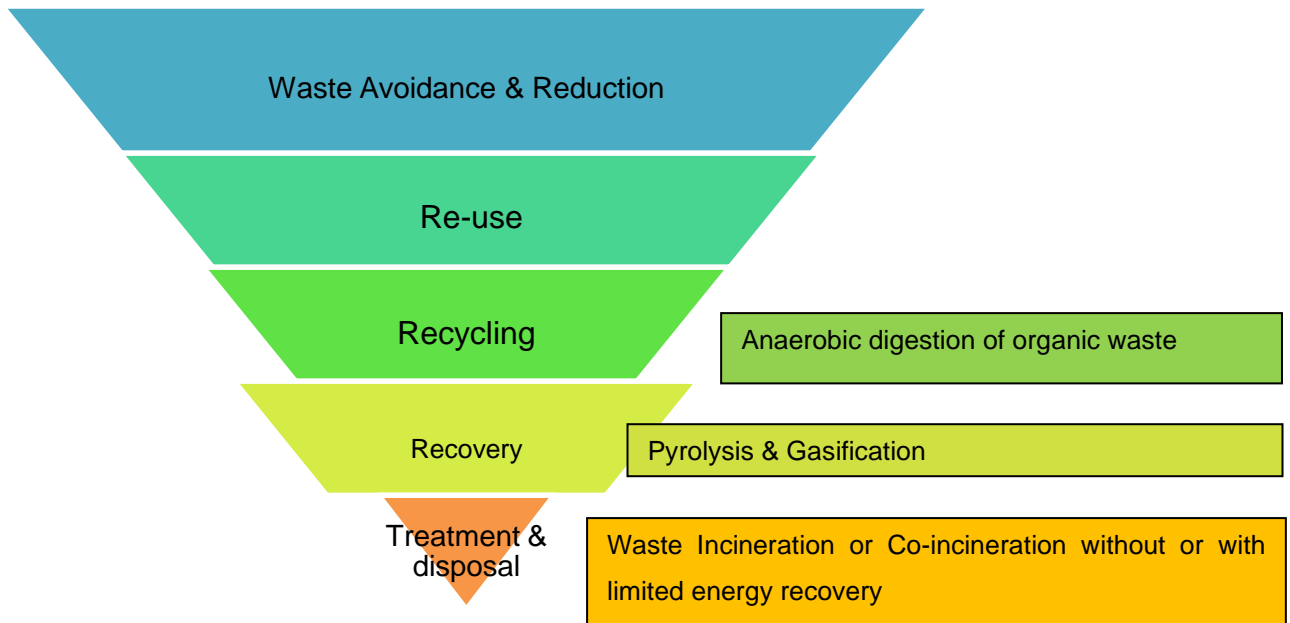 Waste Avoidance & Reduction
Re-use
Recycling
Anaerobic digestion of organic waste
Recovery
Pyrolysis & Gasification
Treatment &
disposal
Waste Incineration or Co-incineration without or with
limited energy recovery